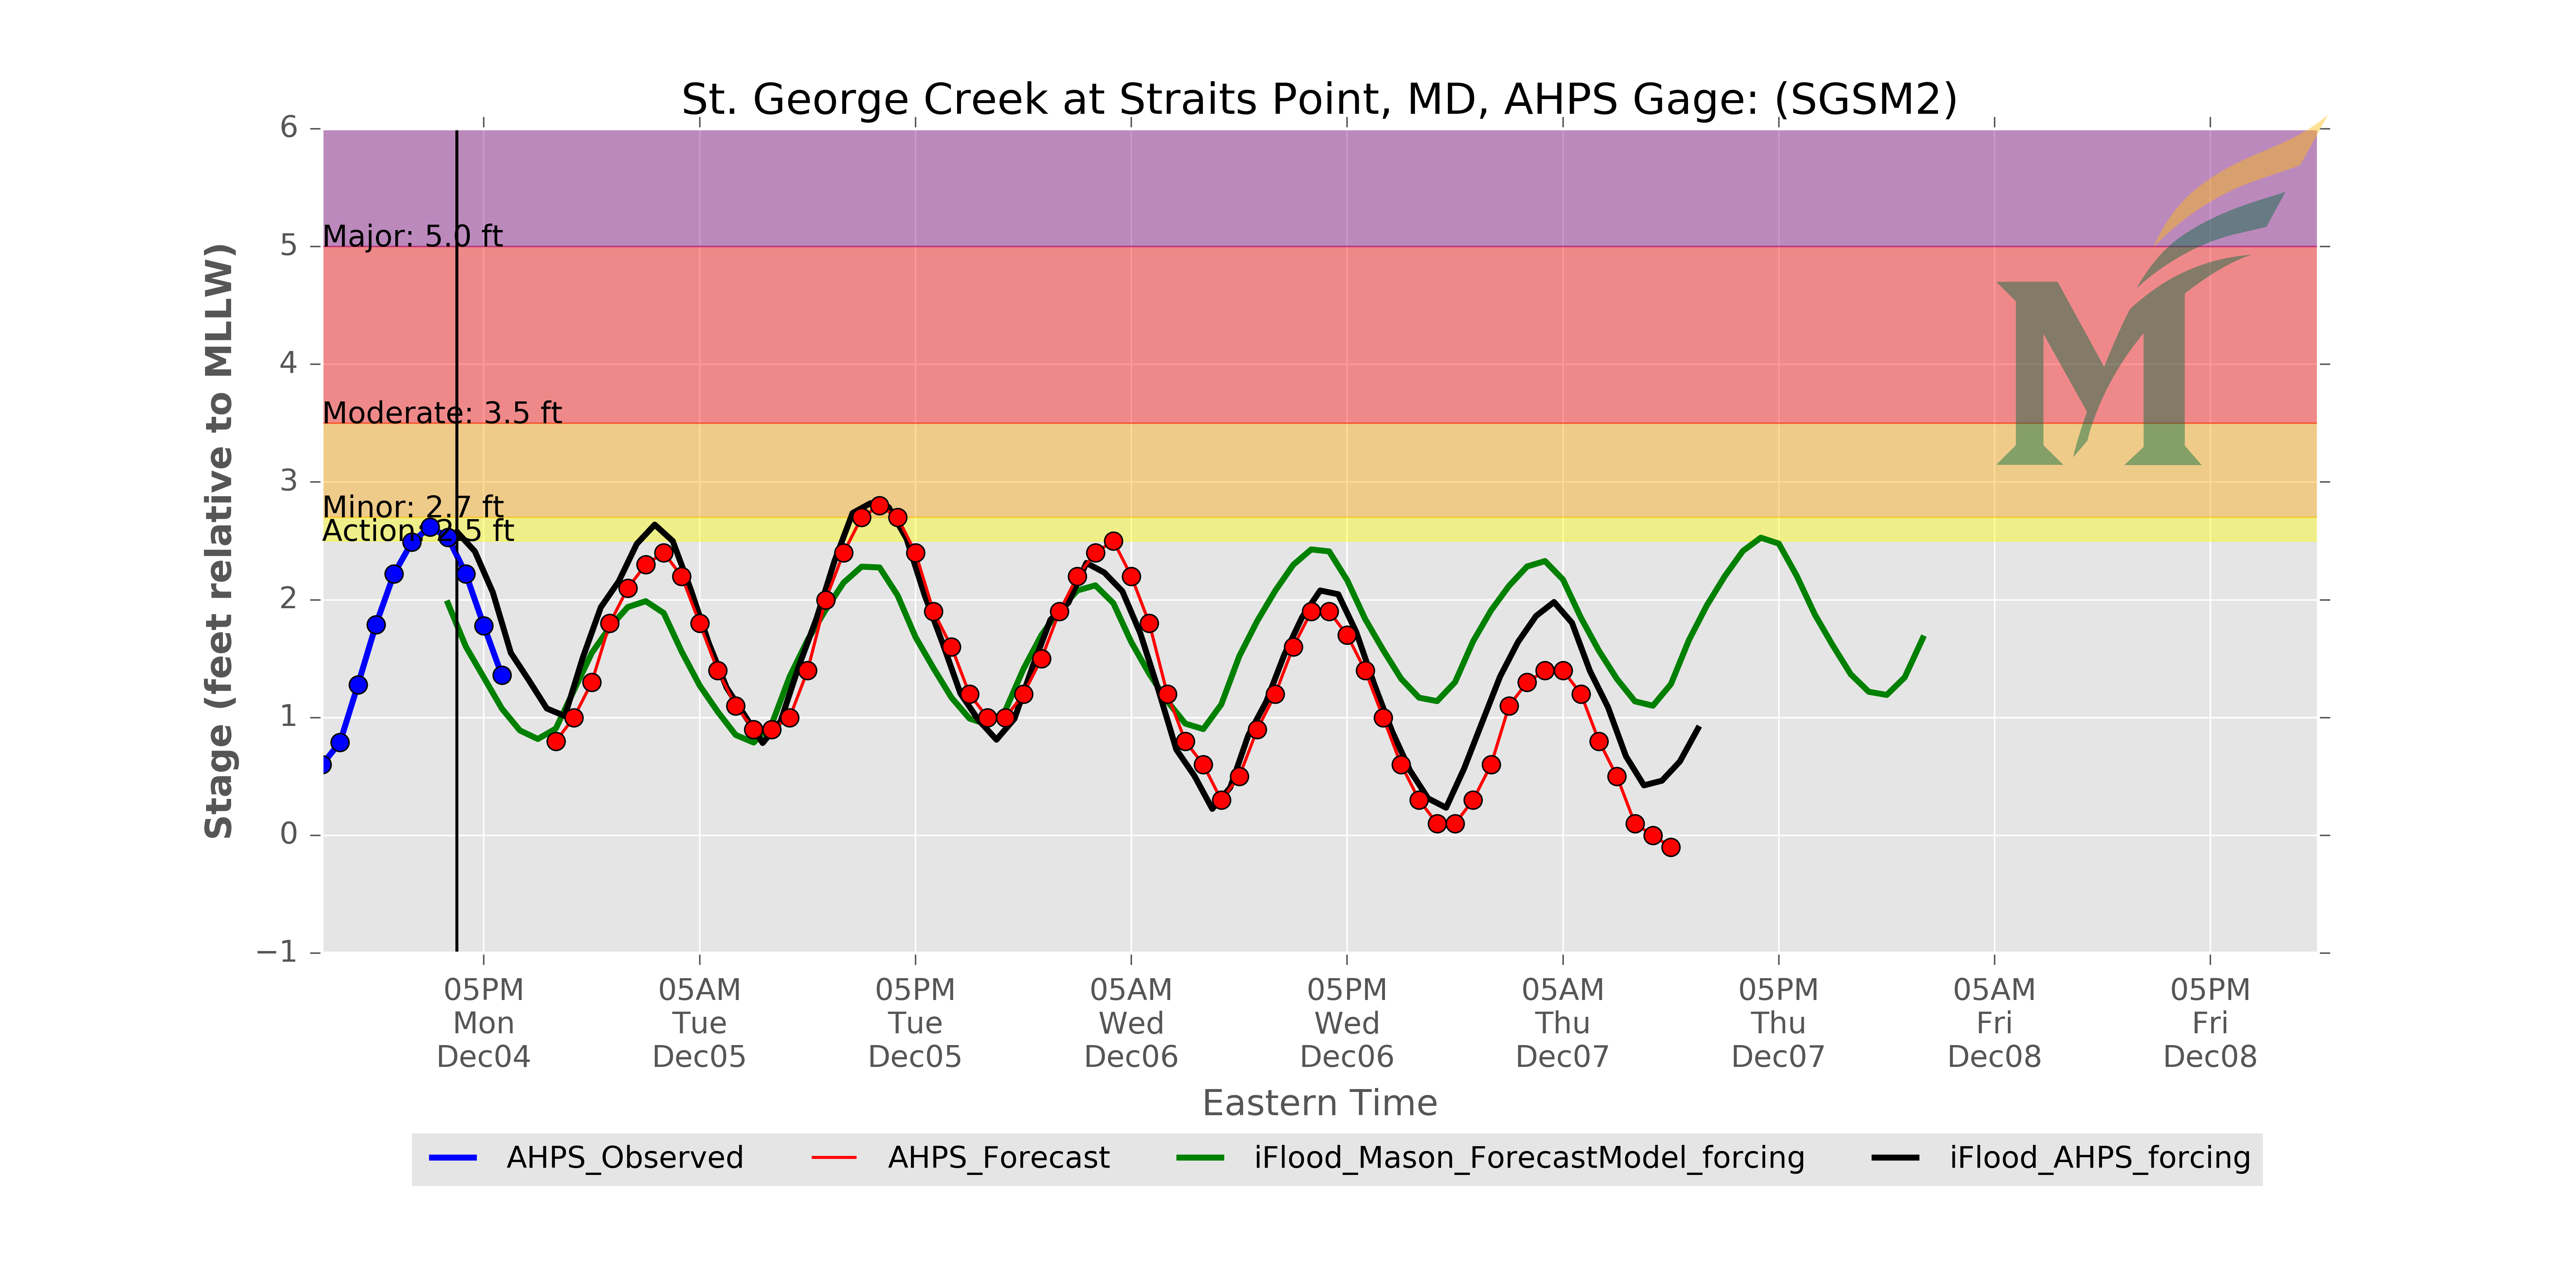 St. George Creek at Straits Point, MD, AHPS Gage: (SGSM2)
Stage (feet relative to MLLW)
6
5
4
3
2
1
0
−1
Major: 5.0 ft
Moderate: 3.5 ft
Minor: 2.7 ft
Action: 2.5 ft
05PM
Mon
Dec04
05AM
Tue
Dec05
05PM
Tue
Dec05
05AM
Wed
Dec06
05PM
Wed
Dec06
05AM
Thu
Dec07
05PM
Thu
Dec07
05AM
Fri
Dec08
05PM
Fri
Dec08
Eastern Time
AHPS_Observed
AHPS_Forecast
iFlood_Mason_ForecastModel_forcing
iFlood_AHPS_forcing
M